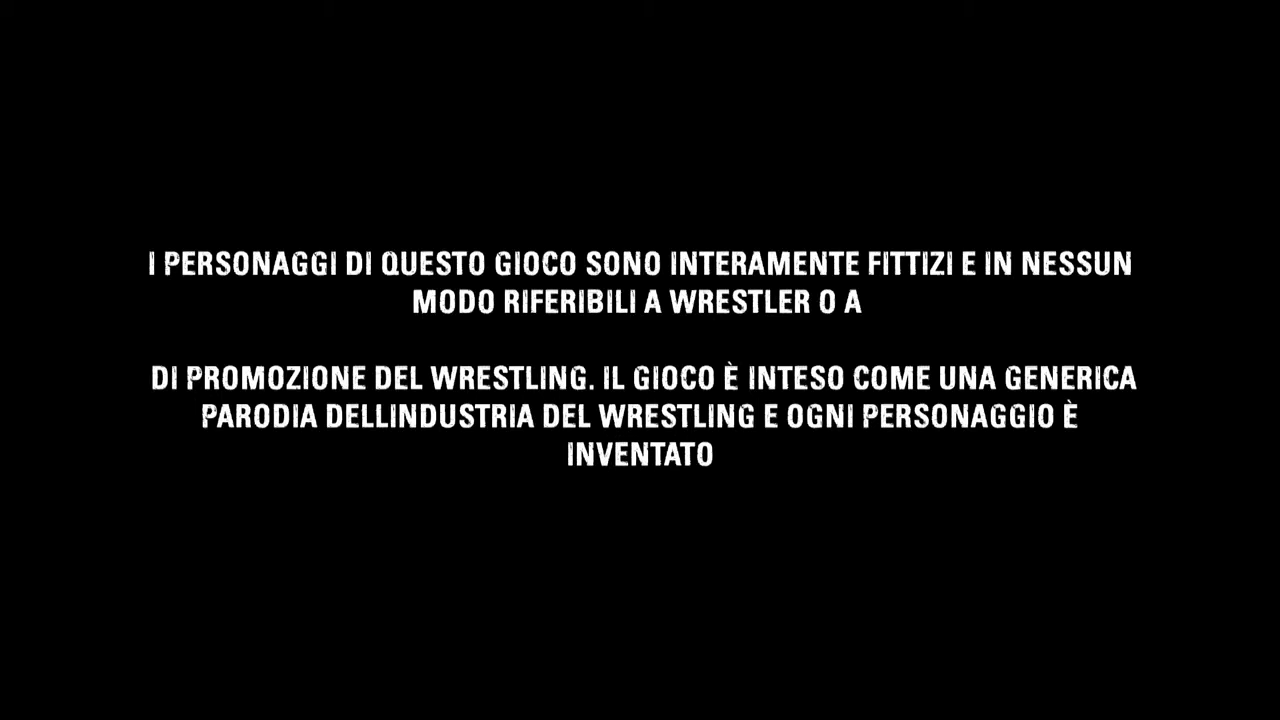 I PERSONAGGI DI QUESTO GIOCO SONO INTERAMENTE FITTIZI E IN NESSUN
MODO RIFERIBILI A WRESTLER O A
DI PROMOZIONE DEL WRESTLING. IL GIOCO È INTESO COME UNA GENERICA
PARODIA DELLINDUSTRIA DEL WRESTLING E OGNI PERSONAGGIO È
INVENTATO